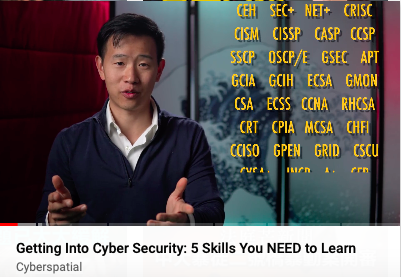 CEH SEC+ NET+ CRISC
CISM CISSP CASP CCSP
SSCP OSCP/E GSEC APT
GCIA GCIH ECSA GMON
CSA ECSS CCNA RHCSA
CRT CPIA MCSA CHFI
CCISO GPEN GRID CSCU
Getting Into Cyber Security: 5 Skills You NEED to Learn
Cyberspatial